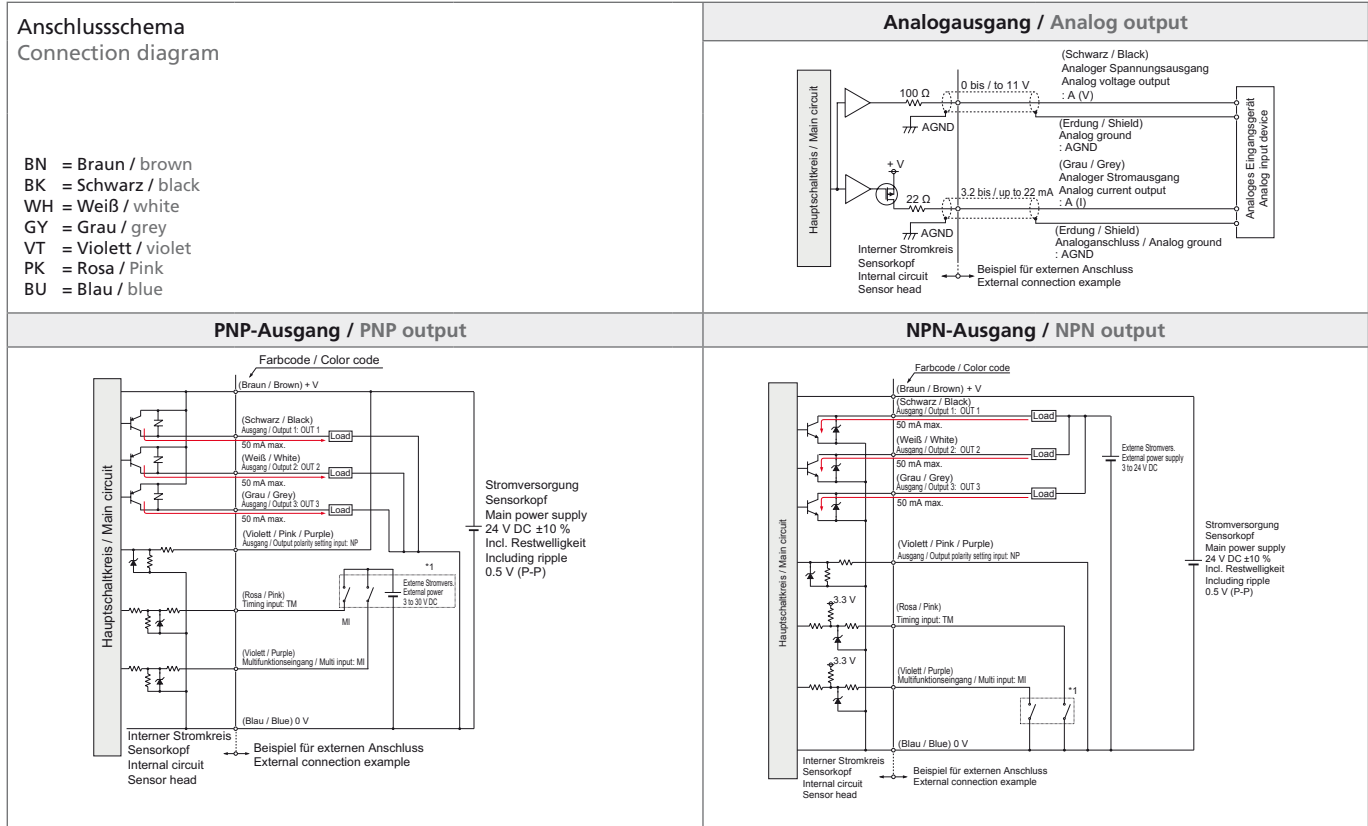 Anschlussschema
Connection diagram
BN = Braun / brown
BK = Schwarz / black
WH = Weiß / white
GY = Grau / grey
VT = Violett / violet
PK = Rosa / Pink
BU = Blau / blue
Analogausgang / Analog output
Hauptschaltkreis / Main circuit
100 Ω
0 bis / to 11 V
AGND
(Schwarz / Black)
Analoger Spannungsausgang
Analog voltage output
: A (V)
(Erdung / Shield)
Analog ground
: AGND
+ V
22 Ω
3.2 bis / up to 22 mA
AGND
(Grau / Grey)
Analoger Stromausgang
Analog current output
: A (I)
(Erdung / Shield)
Analoganschluss / Analog ground
: AGND
Analoges Eingangsgerät
Analog input device
Interner Stromkreis
Sensorkopf
Internal circuit
Sensor head
Beispiel für externen Anschluss
External connection example
PNP-Ausgang / PNP output
Farbcode / Color code
Hauptschaltkreis / Main circuit
(Braun / Brown) + V
(Schwarz / Black)
Ausgang / Output 1: OUT 1
Load
50 mA max.
(Weiß / White)
Ausgang / Output 2: OUT 2
Load
50 mA max.
(Grau / Grey)
Ausgang / Output 3: OUT 3
Load
50 mA max.
(Violett / Pink / Purple)
Ausgang / Output polarity setting input: NP
*1
Externe Stromvers.
External power
3 to 30 V DC
(Rosa / Pink)
Timing input: TM
MI
(Violett / Purple)
Multifunktionseingang / Multi input: MI
(Blau / Blue) 0 V
Stromversorgung
Sensorkopf
Main power supply
24 V DC ±10 %
Incl. Restwelligkeit
Including ripple
0.5 V (P-P)
Interner Stromkreis
Sensorkopf
Internal circuit
Sensor head
Beispiel für externen Anschluss
External connection example
NPN-Ausgang / NPN output
Farbcode / Color code
Hauptschaltkreis / Main circuit
(Braun / Brown) + V
(Schwarz / Black)
Ausgang / Output 1: OUT 1
Load
50 mA max.
(Weiß / White)
Ausgang / Output 2: OUT 2
Load
50 mA max.
(Grau / Grey)
Ausgang / Output 3: OUT 3
Load
50 mA max.
Externe Stromvers.
External power supply
3 to 24 V DC
(Violett / Pink / Purple)
Ausgang / Output polarity setting input: NP
3.3 V
(Rosa / Pink)
Timing input: TM
3.3 V
(Violett / Purple)
Multifunktionseingang / Multi input: MI
*1
(Blau / Blue) 0 V
Stromversorgung
Sensorkopf
Main power supply
24 V DC ±10 %
Incl. Restwelligkeit
Including ripple
0.5 V (P-P)
Interner Stromkreis
Sensorkopf
Internal circuit
Sensor head
Beispiel für externen Anschluss
External connection example